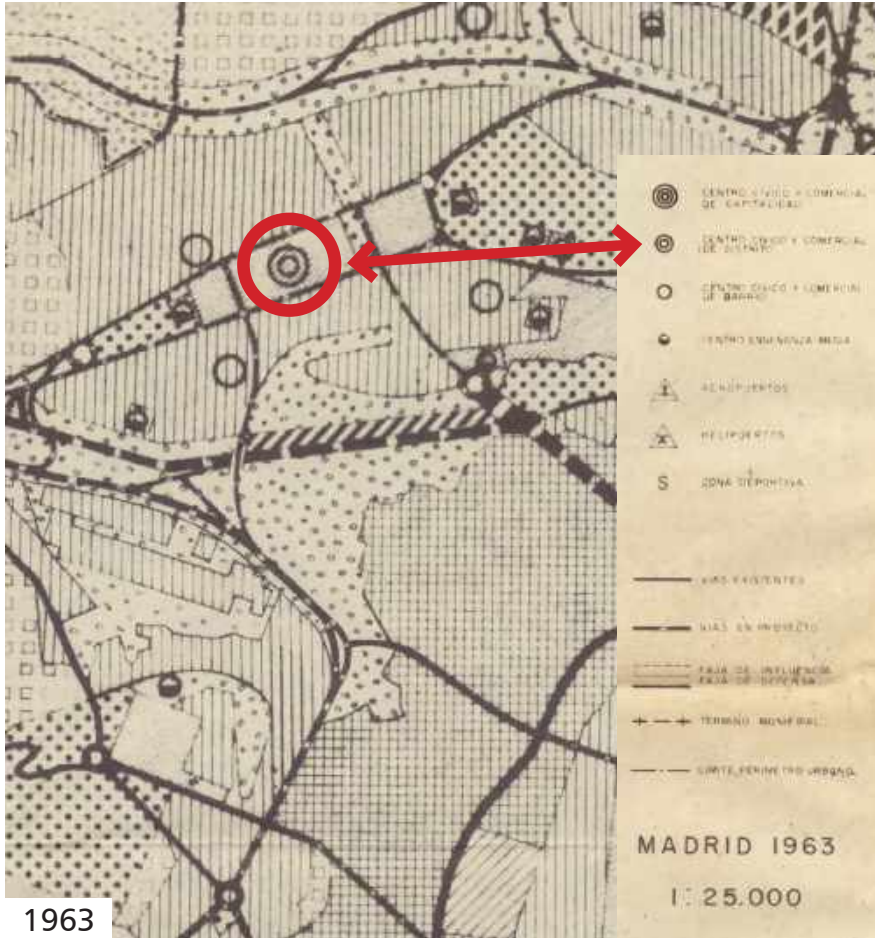 CENTRO CIVICO Y COMERCIAL
DE CAPITALIDAD
CENTRO CIVICO Y COMERCIAL
DE DISTRITO
CENTRO CIVICO Y COMERCIAL
DE BARRIO
CENTRO ENSEÑANZA MEDIA
AEROPUERTOS
HELIPUERTOS
S ZONA DEPORTIVA
VIAS EXISTENTES
VIAS EN PROYECTO
FAJA DE INFLUENCIA
FAJA DE DEFENSA
TERMINO MUNICIPAL
LIMITE PERIMETRO URBANO
MADRID 1963
1:25.000
1963